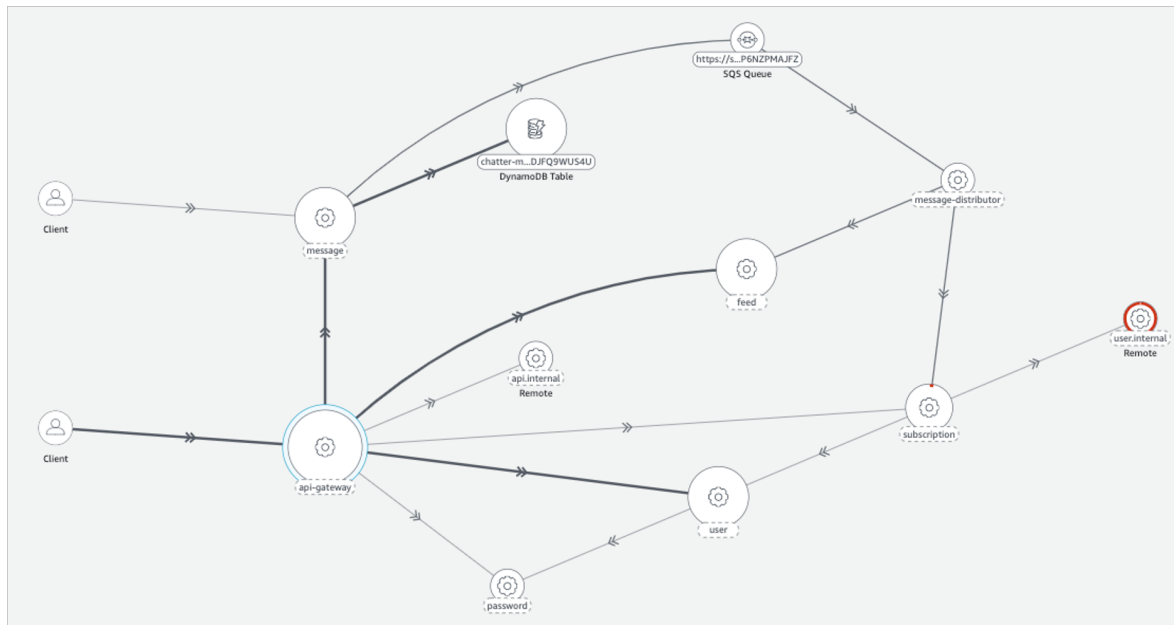 https://s...P6NZPMAJFZ
SQS Queue
chatter-m...DJFQ9WUS4U
DynamoDB Table
message-distributor
Client
message
feed
user.internal
Remote
api.internal
Remote
subscription
Client
api-gateway
user
password